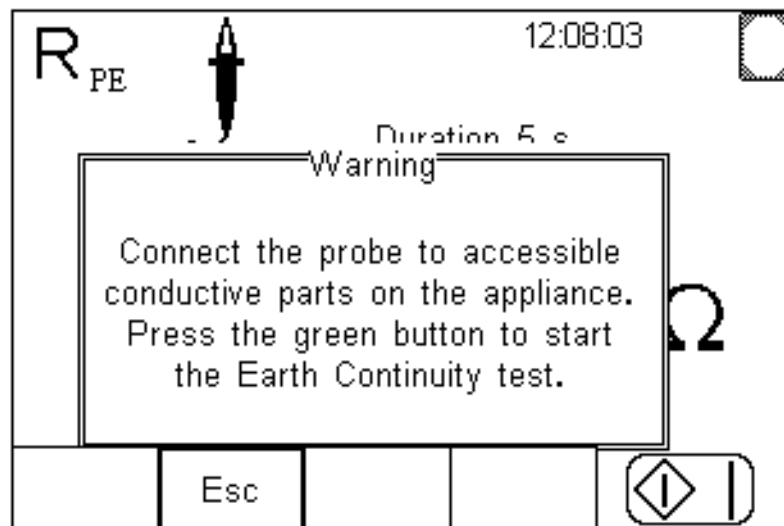 R PE
12:08:03
Duration 5 s
Warning
Connect the probe to accessible
conductive parts on the appliance.
Press the green button to start
the Earth Continuity test.
Ω
Esc